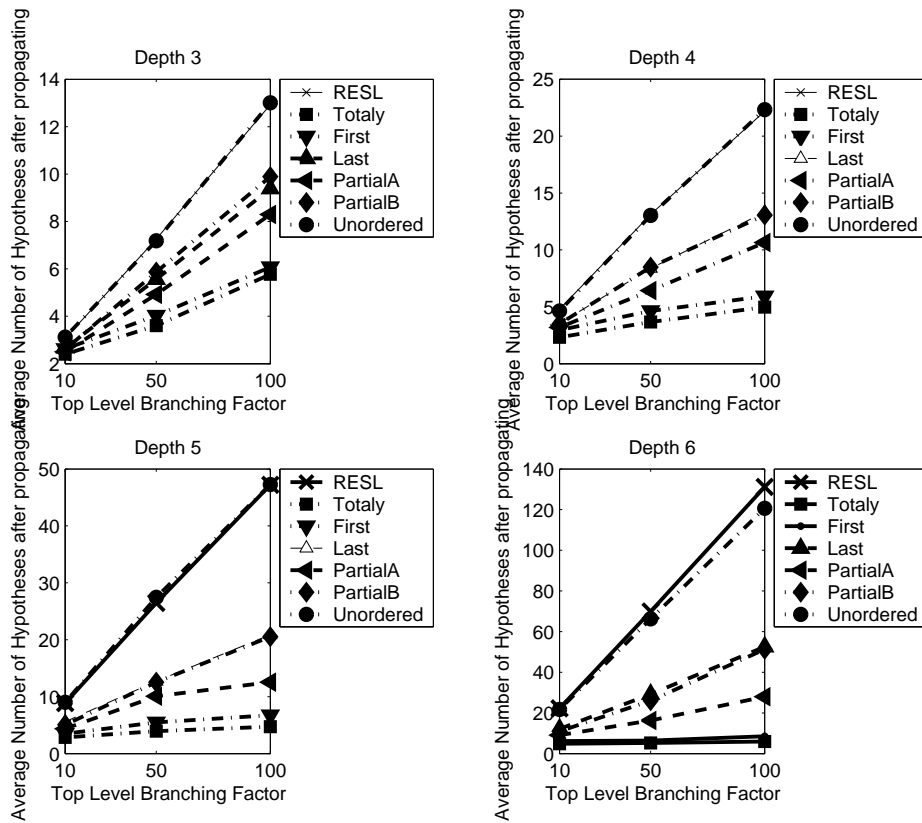 Depth 3
Average Number of Hypotheses after propagating
14
12
10
8
6
4
2
10
50
100
Top Level Branching Factor
RESL
Totaly
First
Last
PartialA
PartialB
Unordered
Depth 4
Average Number of Hypotheses after propagating
25
20
15
10
5
0
10
50
100
Top Level Branching Factor
RESL
Totaly
First
Last
PartialA
PartialB
Unordered
Depth 5
Average Number of Hypotheses after propagating
50
40
30
20
10
0
10
50
100
Top Level Branching Factor
RESL
Totaly
First
Last
PartialA
PartialB
Unordered
Depth 6
Average Number of Hypotheses after propagating
140
120
100
80
60
40
20
0
10
50
100
Top Level Branching Factor
RESL
Totaly
First
Last
PartialA
PartialB
Unordered